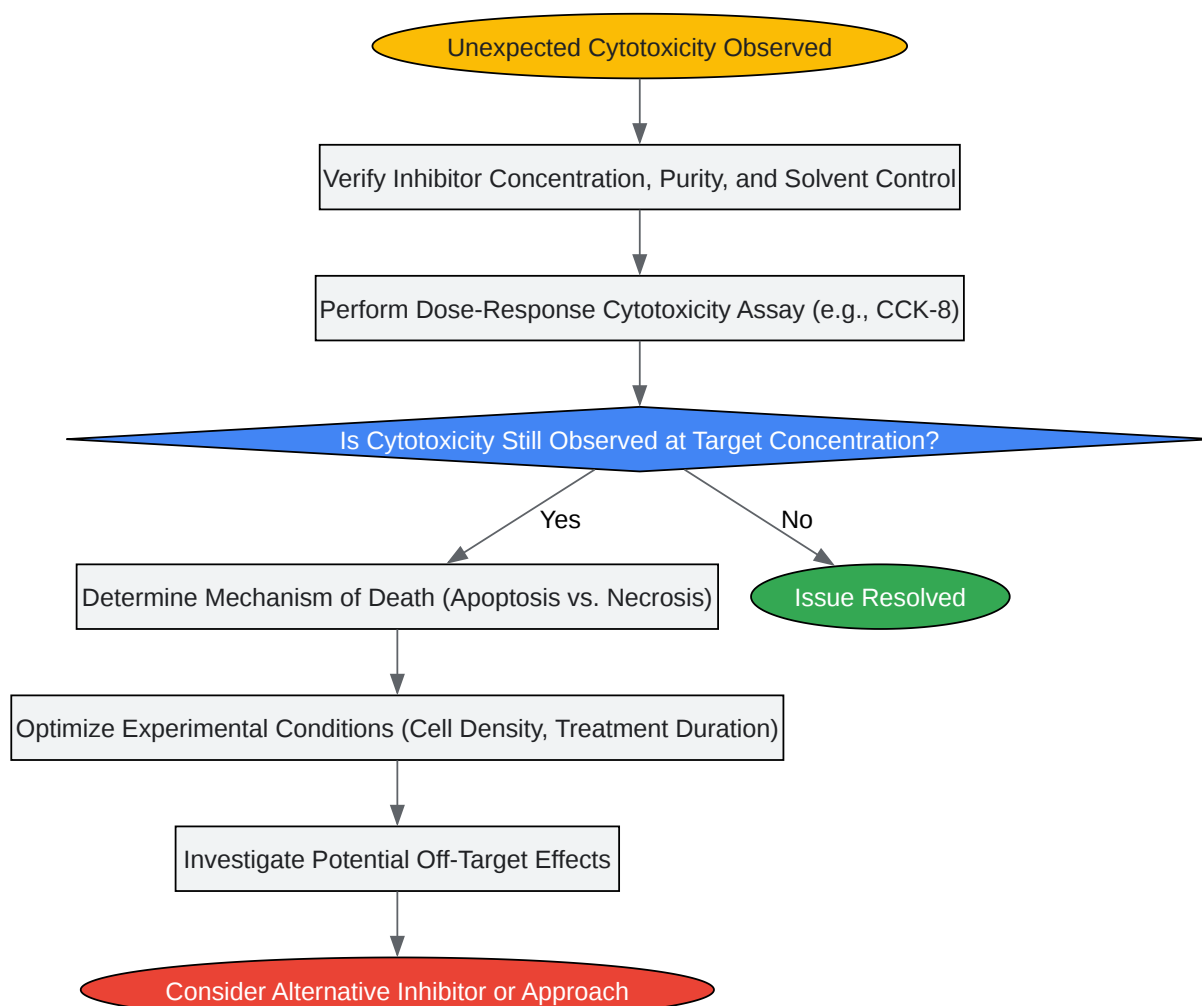 Unexpected Cytotoxicity Observed
Verify Inhibitor Concentration, Purity, and Solvent Control
Perform Dose-Response Cytotoxicity Assay (e.g., CCK-8)
Is Cytotoxicity Still Observed at Target Concentration?
Yes
No
Determine Mechanism of Death (Apoptosis vs. Necrosis)
Issue Resolved
Optimize Experimental Conditions (Cell Density, Treatment Duration)
Investigate Potential Off-Target Effects
Consider Alternative Inhibitor or Approach